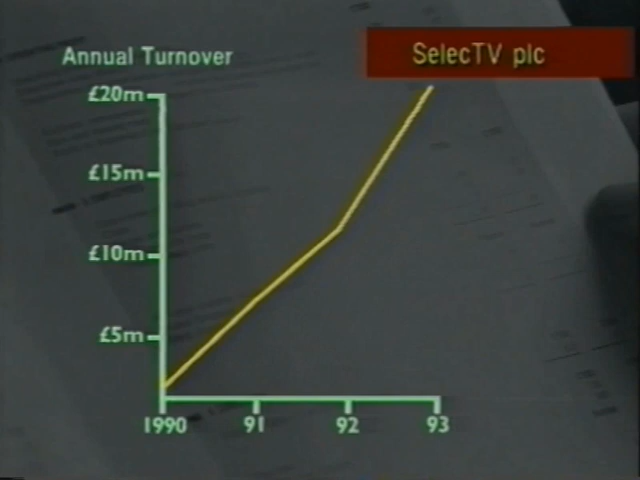 Annual Turnover
SelecTV plc
£20m
£15m
£10m
£5m
1990 91 92 93